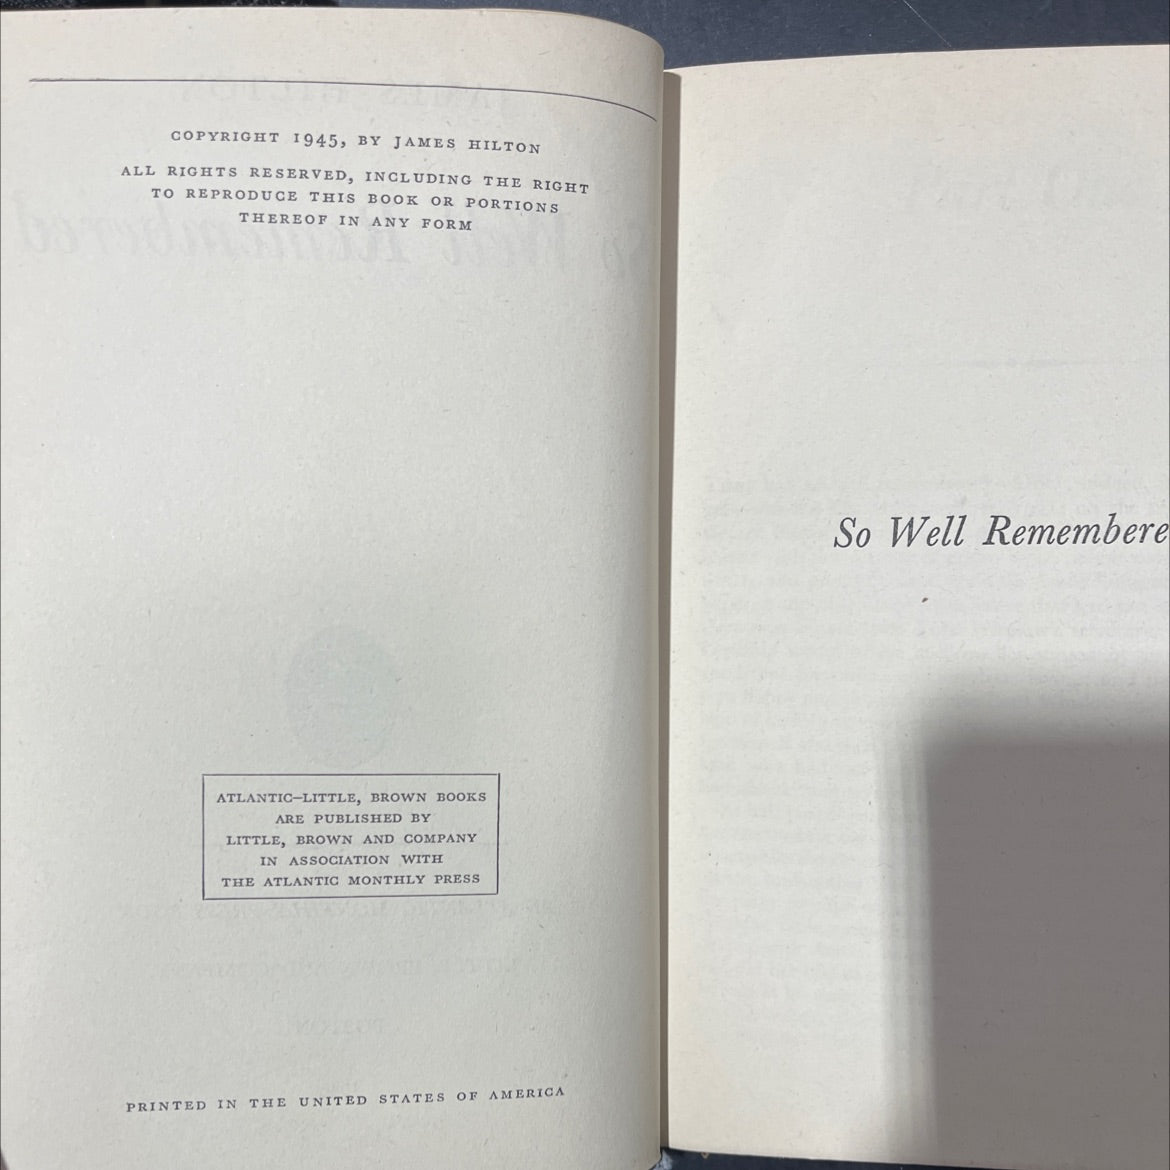 COPYRIGHT 1945, BY JAMES HILTON
ALL RIGHTS RESERVED, INCLUDING THE RIGHT
TO REPRODUCE THIS BOOK OR PORTIONS
THEREOF IN ANY FORM
ATLANTIC–LITTLE, BROWN BOOKS
ARE PUBLISHED BY
LITTLE, BROWN AND COMPANY
IN ASSOCIATION WITH
THE ATLANTIC MONTHLY PRESS
PRINTED IN THE UNITED STATES OF AMERICA
So Well Remembere